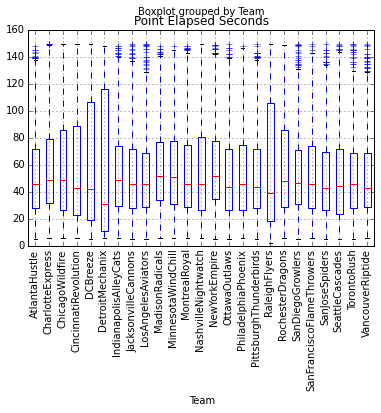 Boxplot grouped by Team
Point Elapsed Seconds
160
140
120
100
80
60
40
20
0
AtlantaHustle
CharlotteExpress
ChicagoWildfire
CincinnatiRevolution
DCBreeze
DetroitMechanix
IndianapolisAlleyCats
JacksonvilleCannons
LosAngelesAviators
MadisonRadicals
MinnesotaWindChill
MontrealRoyal
NashvilleNightwatch
NewYorkEmpire
OttawaOutlaws
PhiladelphiaPhoenix
PittsburghThunderbirds
RaleighFlyers
RochesterDragons
SanDiegoGrowlers
SanFranciscoFlameThrowers
SanJoseSpiders
SeattleCascades
TorontoRush
VancouverRiptide
Team